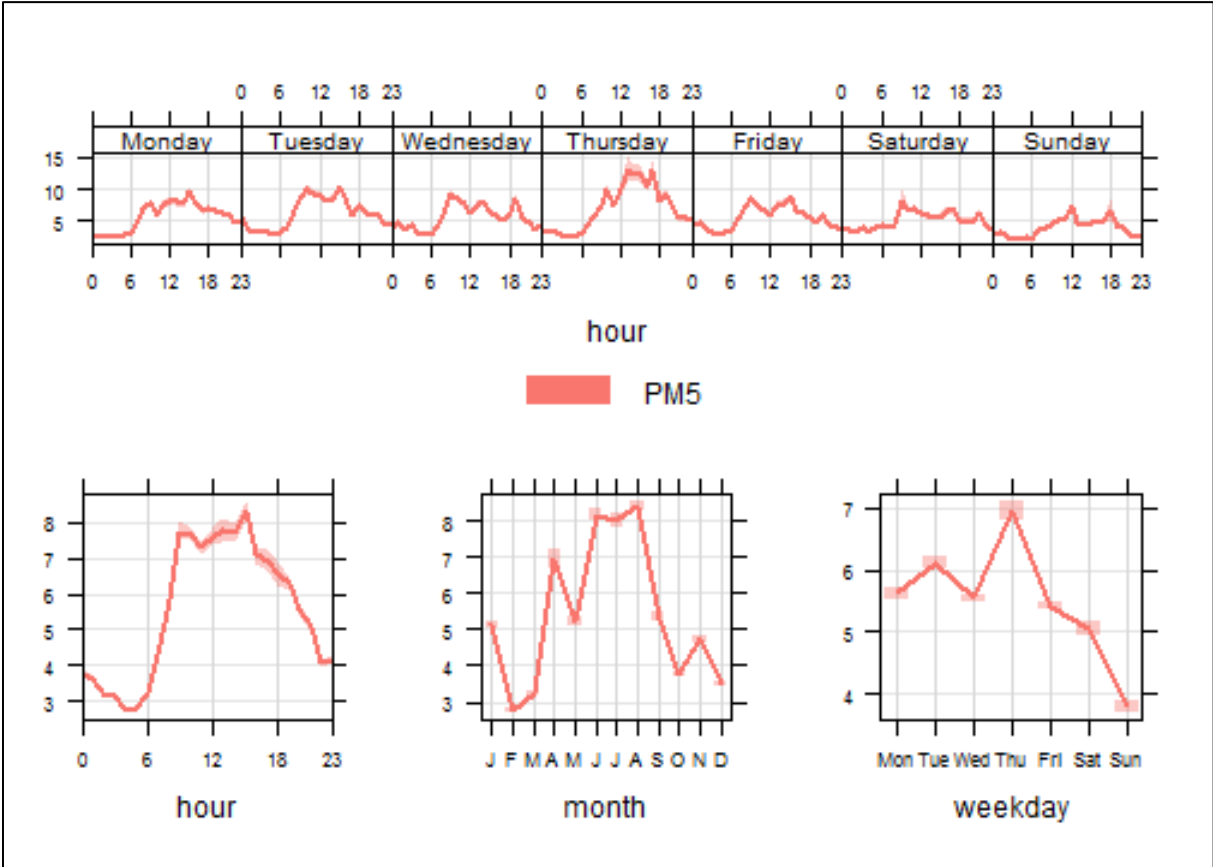 0 6 12 18 23 0 6 12 18 23 0 6 12 18 23
Monday Tuesday Wednesday Thursday Friday Saturday Sunday
15
10
5
0 6 12 18 23 0 6 12 18 23 0 6 12 18 23 0 6 12 18 23
hour
PM5
8
7
6
5
4
3
0 6 12 18 23
hour
8
7
6
5
4
3
J F M A M J J A S O N D
month
7
6
5
4
Mon Tue Wed Thu Fri Sat Sun
weekday